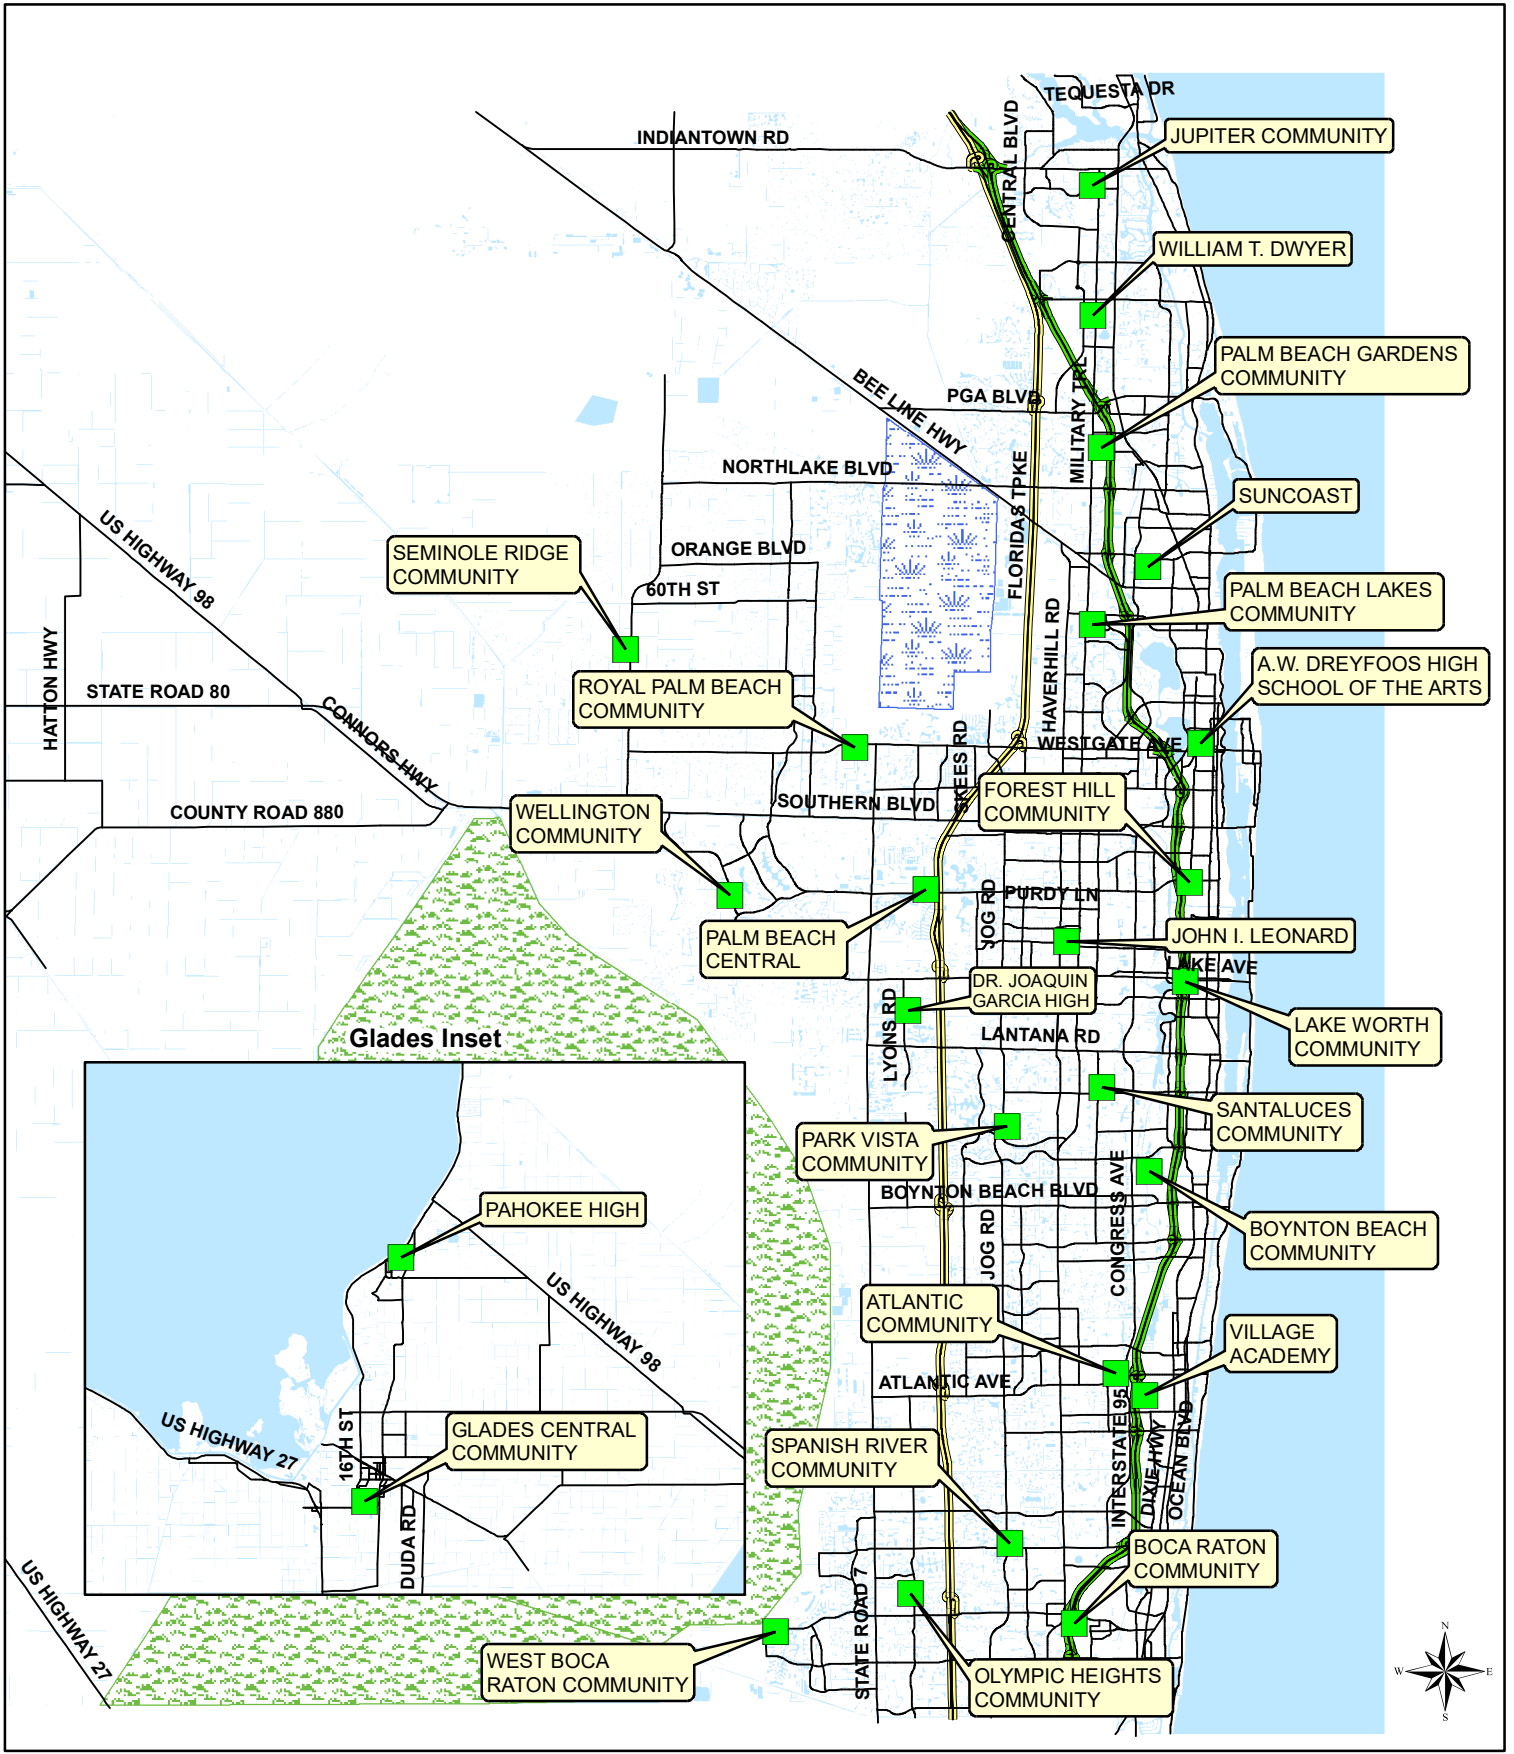 TEQUESTA DR
INDIANTOWN RD
CENTRAL BLVD
JUPITER COMMUNITY
WILLIAM T. DWYER
PALM BEACH GARDENS
COMMUNITY
BEE LINE HWY
PGA BLVD
MILITARY TRL
NORTHLAKE BLVD
FLORIDAS TPKE
SUNCOAST
US HIGHWAY 98
SEMINOLE RIDGE
COMMUNITY
ORANGE BLVD
60TH ST
PALM BEACH LAKES
COMMUNITY
HAVERHILL RD
HATTON HWY
STATE ROAD 80
CONNORS HWY
ROYAL PALM BEACH
COMMUNITY
A.W. DREYFOOS HIGH
SCHOOL OF THE ARTS
SKEES RD
WESTGATE AVE
COUNTY ROAD 880
WELLINGTON
COMMUNITY
SOUTHERN BLVD
FOREST HILL
COMMUNITY
JOG RD
PURDY LN
PALM BEACH
CENTRAL
JOHN I. LEONARD
LAKE AVE
DR. JOAQUIN
GARCIA HIGH
LYONS RD
LANTANA RD
LAKE WORTH
COMMUNITY
Glades Inset
SANTALUCES
COMMUNITY
PARK VISTA
COMMUNITY
BOYNTON BEACH BLVD
CONGRESS AVE
JOG RD
BOYNTON BEACH
COMMUNITY
PAHOKEE HIGH
US HIGHWAY 98
ATLANTIC
COMMUNITY
VILLAGE
ACADEMY
ATLANTIC AVE
INTERSTATE 95
DIXIE HWY
OCEAN BLVD
US HIGHWAY 27
16TH ST
GLADES CENTRAL
COMMUNITY
DUDA RD
SPANISH RIVER
COMMUNITY
BOCA RATON
COMMUNITY
STATE ROAD 7
US HIGHWAY 27
WEST BOCA
RATON COMMUNITY
OLYMPIC HEIGHTS
COMMUNITY
N
W
E
S